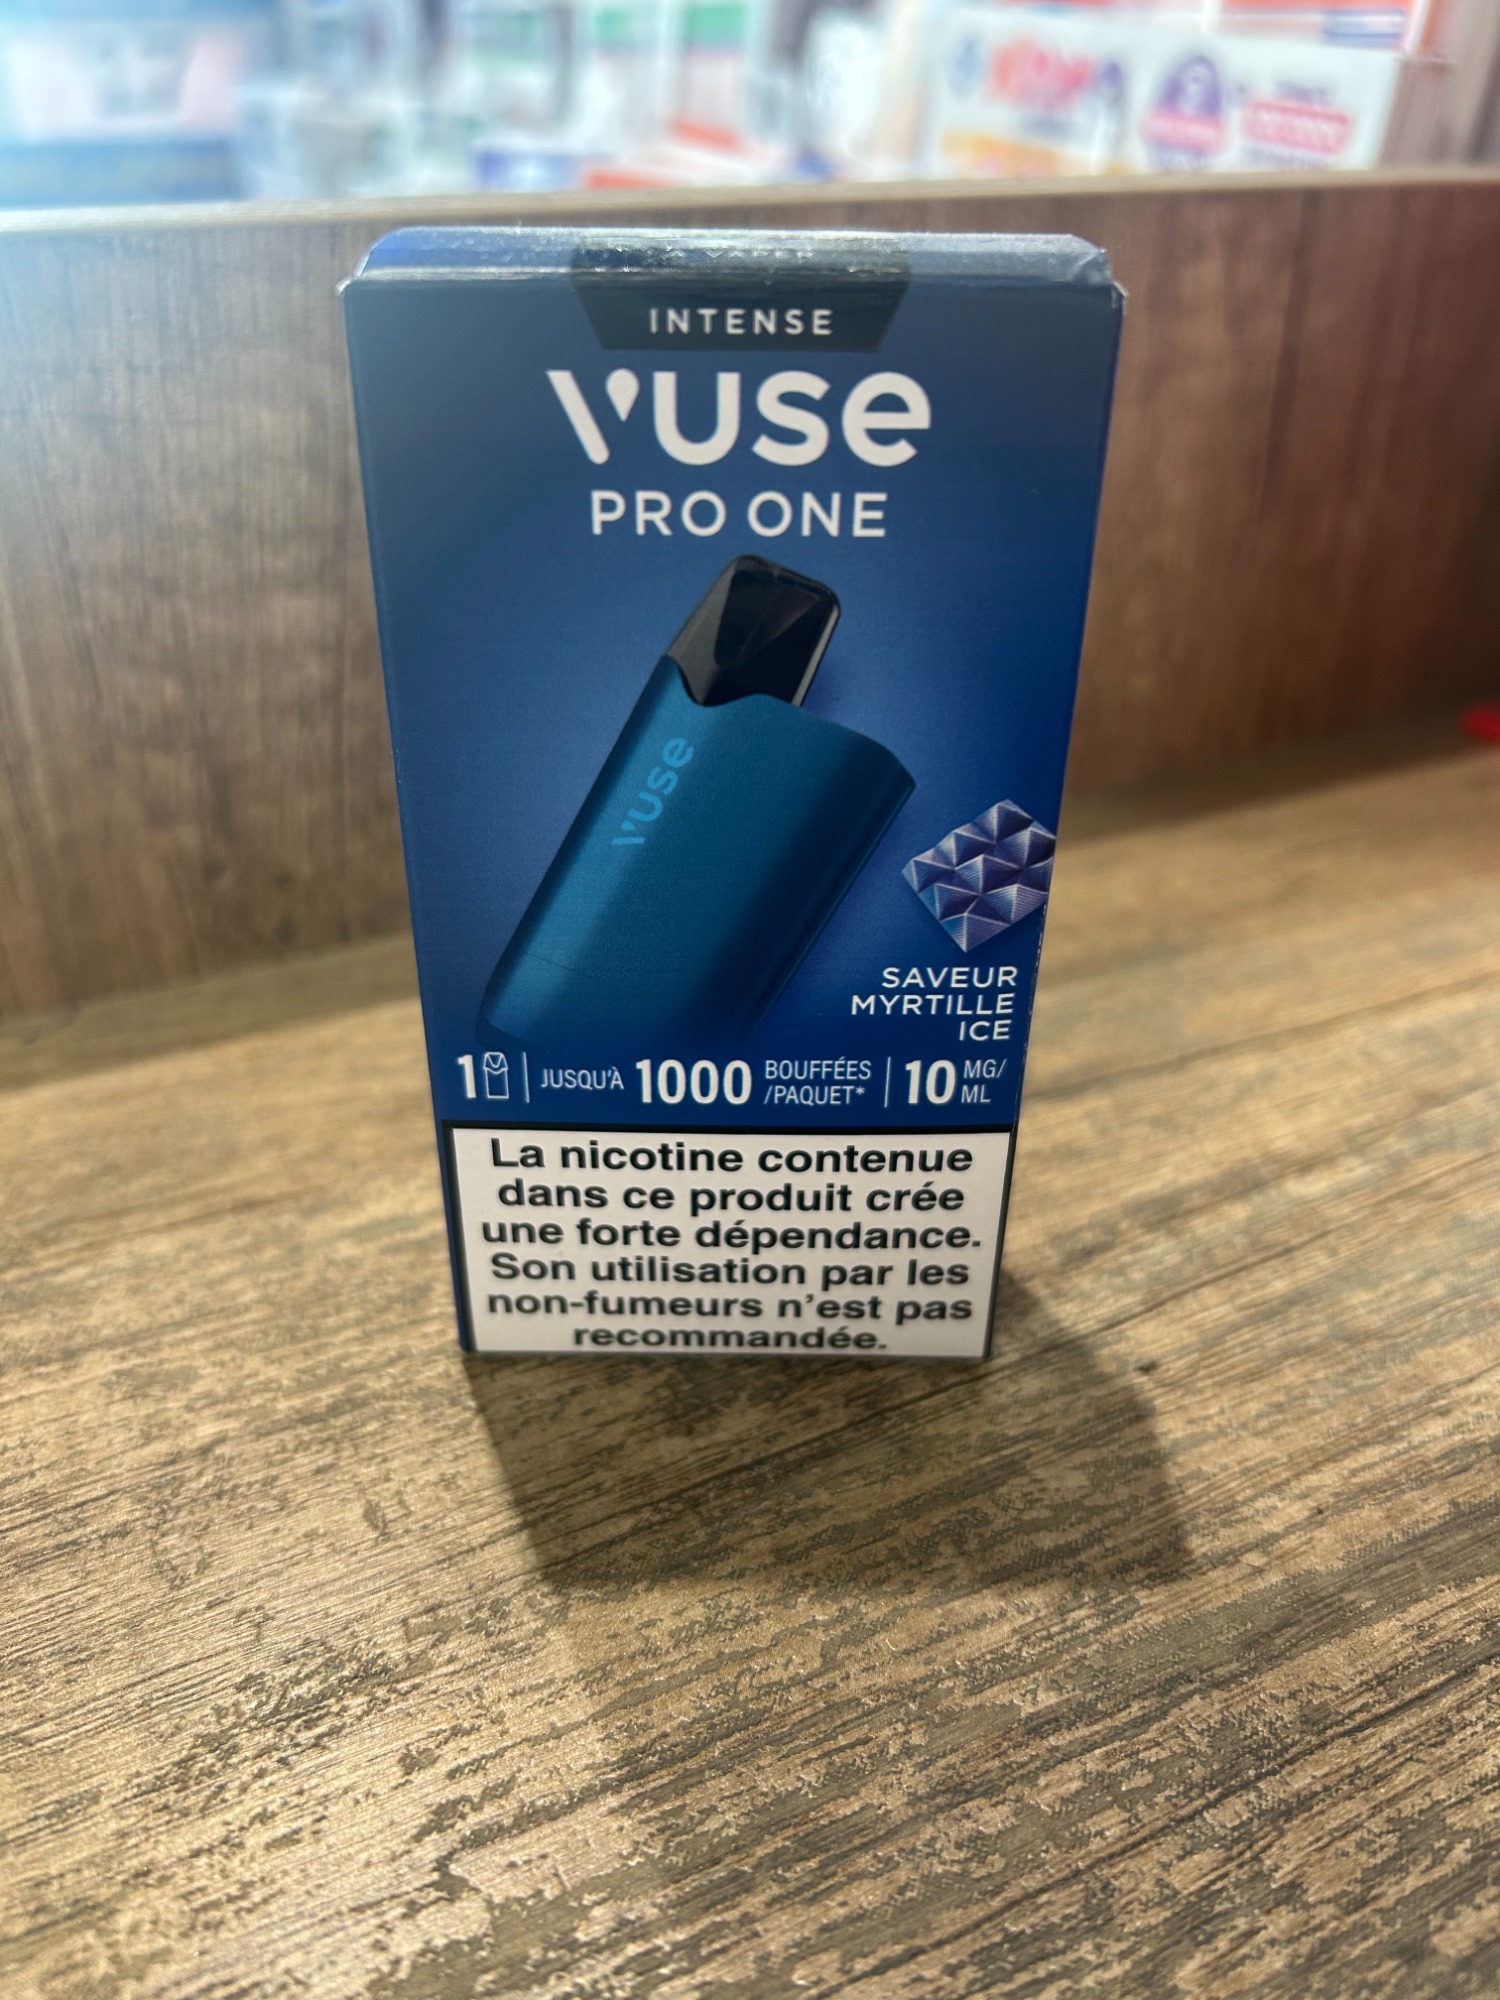 INTENSE
vuse
PRO ONE
vuse
SAVEUR
MYRTILLE
ICE
1 JUSQU'À 1000 BOUFFÉES /PAQUET* 10 MG/ML
La nicotine contenue
dans ce produit crée
une forte dépendance.
Son utilisation par les
non-fumeurs n'est pas
recommandée.